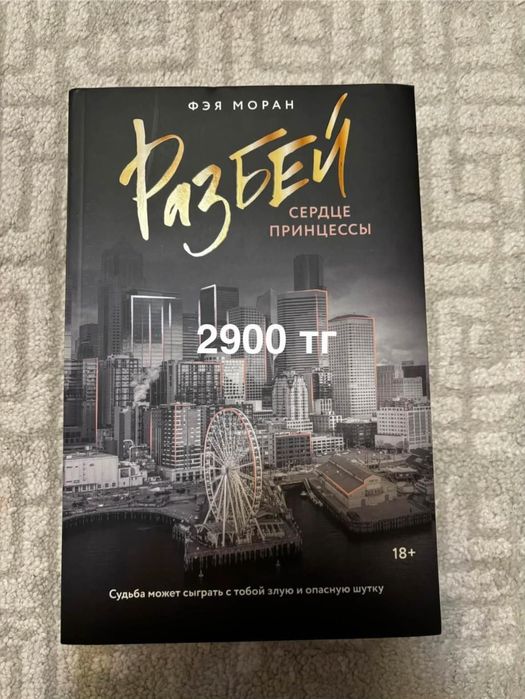 ФЭЯ МОРАН
РазБЕЙ
СЕРДЦЕ
ПРИНЦЕССЫ
2900 тг
18+
Судьба может сыграть с тобой злую и опасную шутку